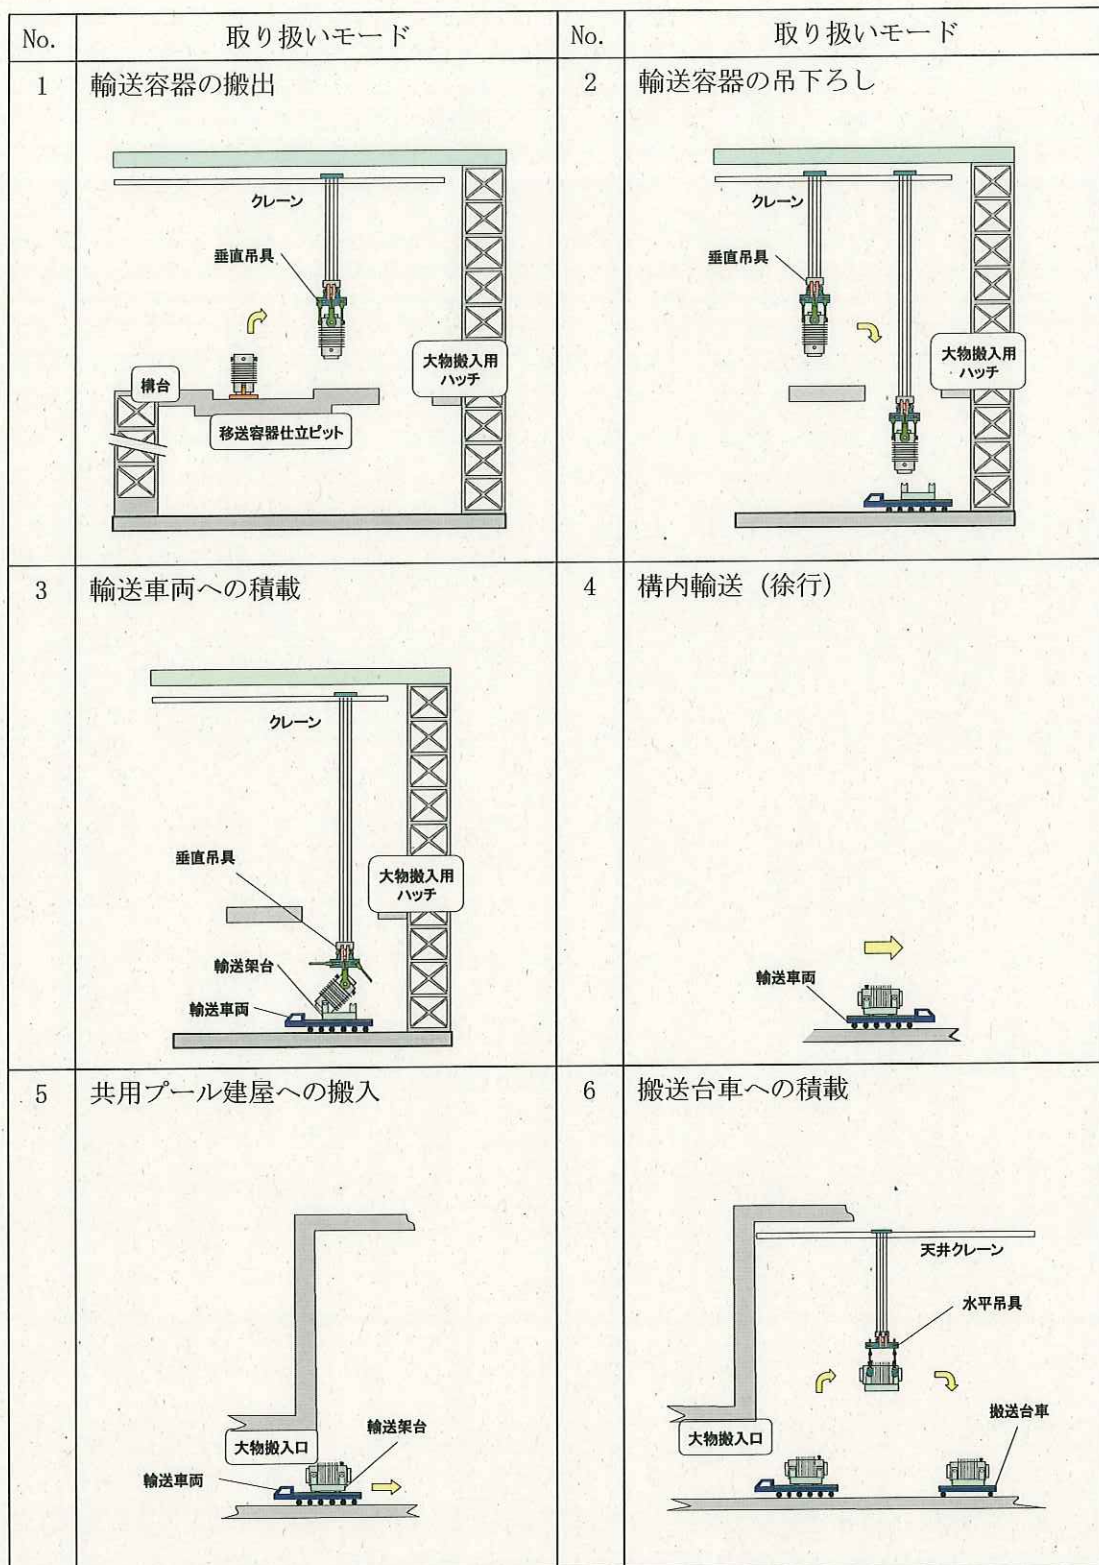 No. 取り扱いモード No. 取り扱いモード
1 輸送容器の搬出
クレーン
垂直吊具
大物搬入用
ハッチ
構台
移送容器仕立ピット
2 輸送容器の吊下ろし
クレーン
垂直吊具
大物搬入用
ハッチ
3 輸送車両への積載
クレーン
垂直吊具
大物搬入用
ハッチ
輸送架台
輸送車両
4 構内輸送（徐行）
輸送車両
5 共用プール建屋への搬入
大物搬入口
輸送架台
輸送車両
6 搬送台車への積載
天井クレーン
水平吊具
搬送台車
大物搬入口